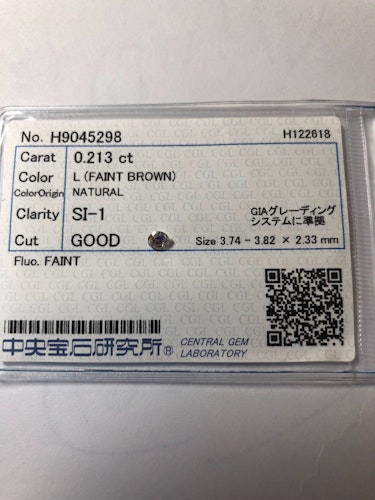 No. H9045298 H122618
Carat 0.213 ct
Color L (FAINT BROWN)
ColorOrigin NATURAL
Clarity SI-1 GIAグレーディング
システムに準拠
Cut GOOD Size 3.74 - 3.82 × 2.33 mm
Fluo. FAINT
中央宝石研究所® CENTRAL GEM
LABORATORY